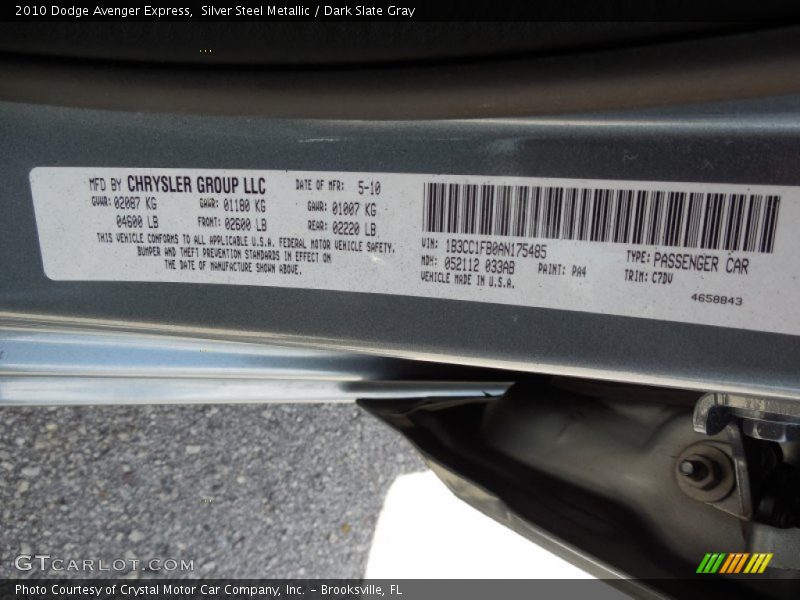 2010 Dodge Avenger Express, Silver Steel Metallic / Dark Slate Gray
MFD BY CHRYSLER GROUP LLC DATE OF MFR: 5-10
GVWR: 02087 KG GAWR: 01180 KG GAWR: 01007 KG
04600 LB FRONT: 02600 LB REAR: 02220 LB
THIS VEHICLE CONFORMS TO ALL APPLICABLE U.S.A. FEDERAL MOTOR VEHICLE SAFETY,
BUMPER AND THEFT PREVENTION STANDARDS IN EFFECT ON
THE DATE OF MANUFACTURE SHOWN ABOVE.
VIN: 1B3CC1FB0AN175485 TYPE: PASSENGER CAR
MDH: 052112 033AB PAINT: PA4 TRIM: C7DV
VEHICLE MADE IN U.S.A.
4658843
GTCARLOT.COM
Photo Courtesy of Crystal Motor Car Company, Inc. – Brooksville, FL